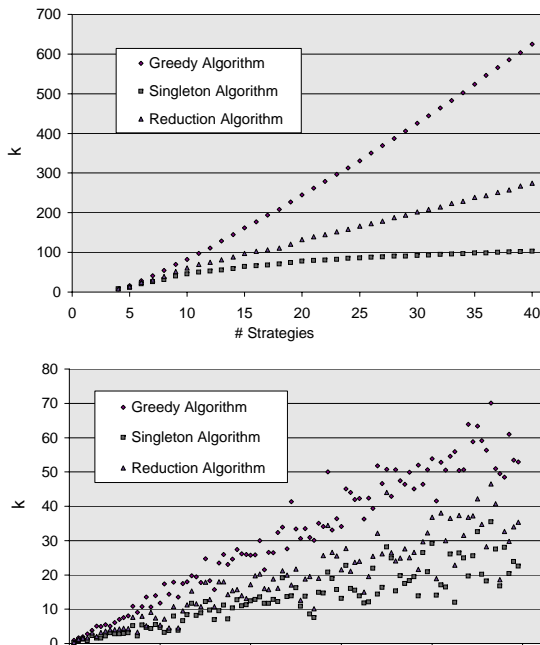 700
600
500
400
300
200
100
0
k
Greedy Algorithm
Singleton Algorithm
Reduction Algorithm
0 5 10 15 20 25 30 35 40
# Strategies
80
70
60
50
40
30
20
10
0
k
Greedy Algorithm
Singleton Algorithm
Reduction Algorithm